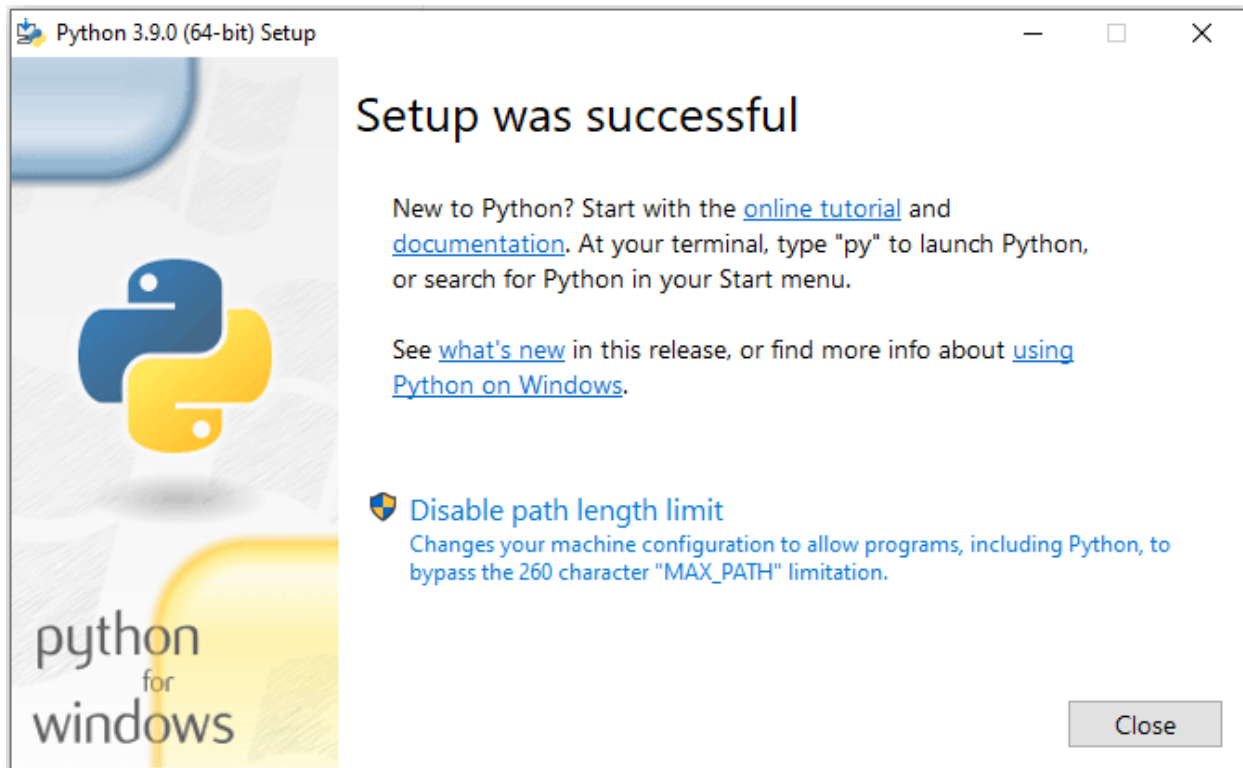 Python 3.9.0 (64-bit) Setup
Setup was successful
New to Python? Start with the online tutorial and
documentation. At your terminal, type "py" to launch Python,
or search for Python in your Start menu.
See what's new in this release, or find more info about using
Python on Windows.
Disable path length limit
Changes your machine configuration to allow programs, including Python, to
bypass the 260 character "MAX_PATH" limitation.
python
for
windows
Close